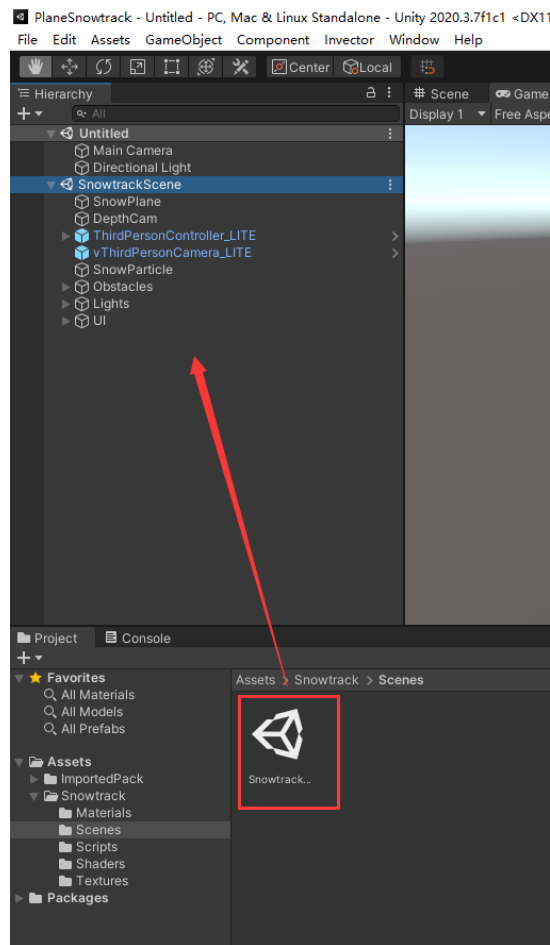 PlaneSnowtrack - Untitled - PC, Mac & Linux Standalone - Unity 2020.3.7f1c1 <DX11
File Edit Assets GameObject Component Invector Window Help
Center Local
Hierarchy
# Scene Game
All
Display 1 Free Aspe
Untitled
Main Camera
Directional Light
SnowtrackScene
SnowPlane
DepthCam
ThirdPersonController_LITE
vThirdPersonCamera_LITE
SnowParticle
Obstacles
Lights
UI
Project Console
Favorites
All Materials
All Models
All Prefabs
Assets > Snowtrack > Scenes
Assets
ImportedPack
Snowtrack
Materials
Scenes
Scripts
Shaders
Textures
Packages
Snowtrack...